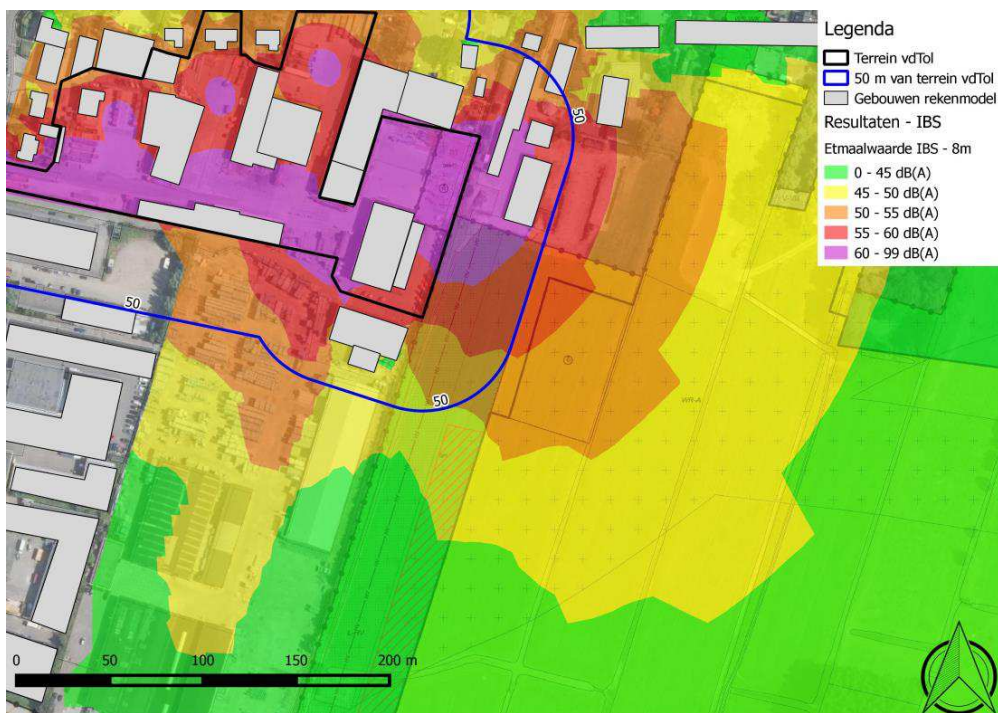 Legenda
Terrein vdTol
50 m van terrein vdTol
Gebouwen rekenmodel
Resultaten - IBS
Etmaalwaarde IBS - 8m
0 - 45 dB(A)
45 - 50 dB(A)
50 - 55 dB(A)
55 - 60 dB(A)
60 - 99 dB(A)
50
50
50
WR-A
0 50 100 150 200 m